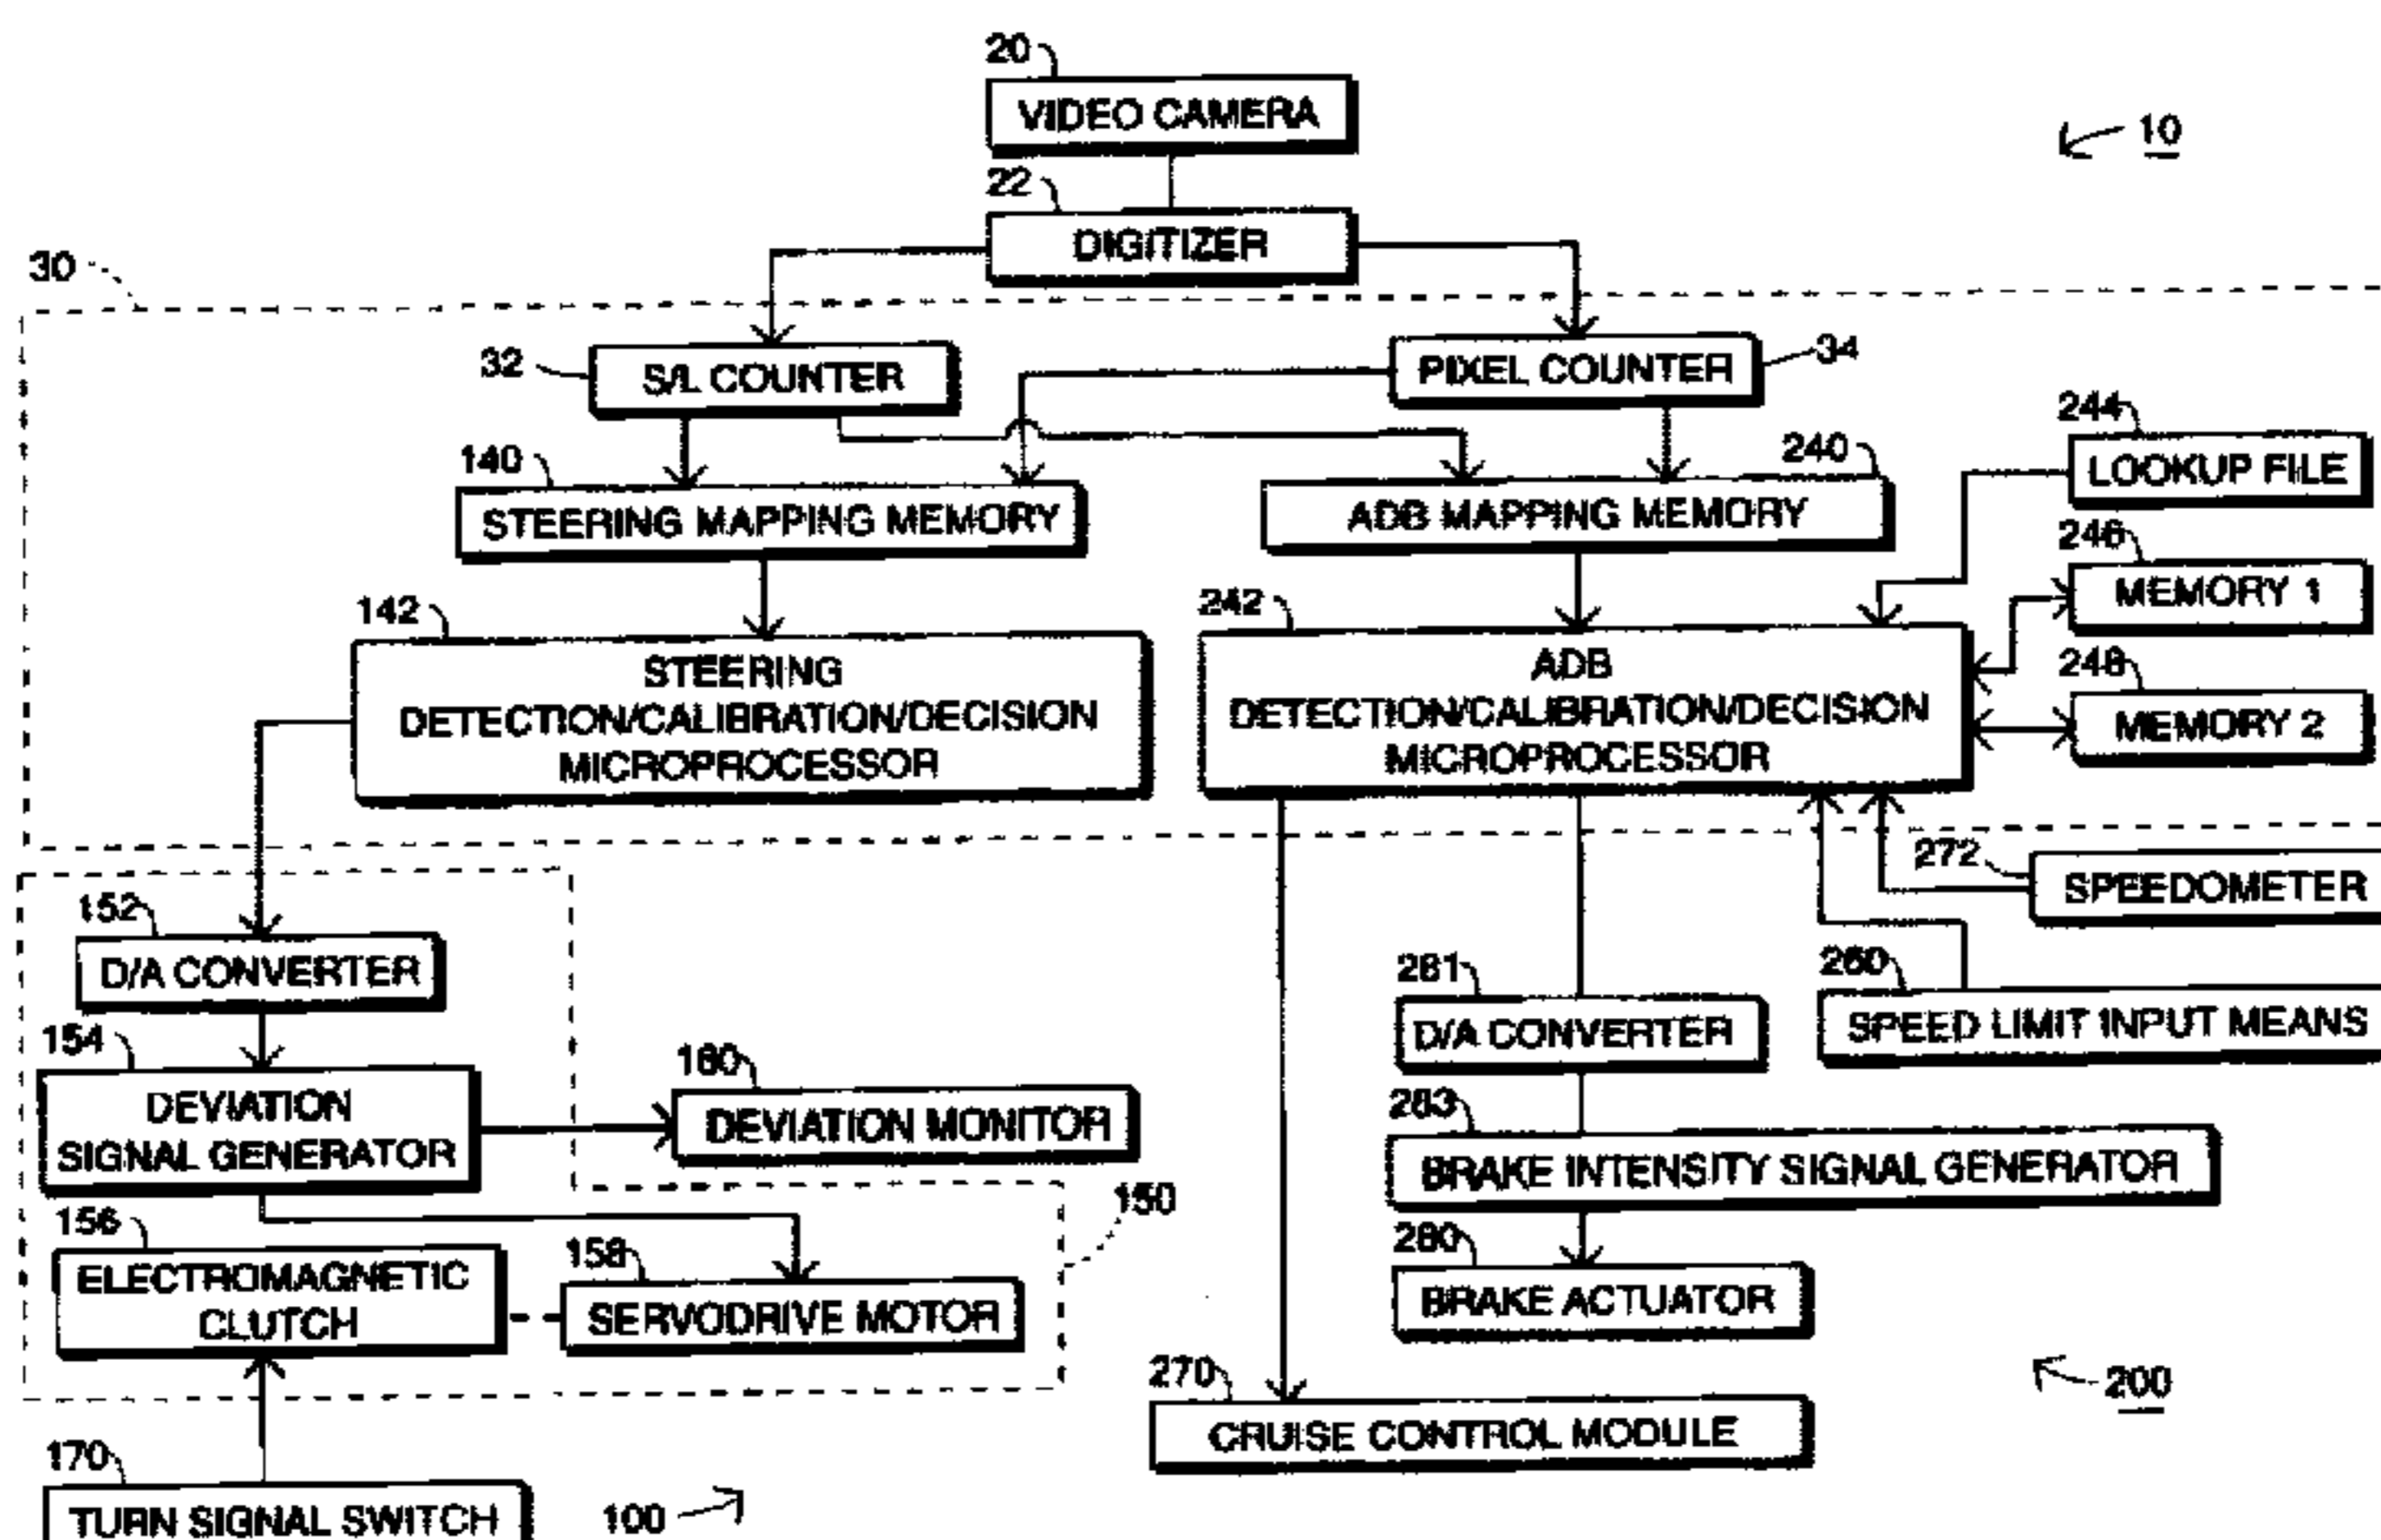 20
VIDEO CAMERA
10
22
DIGITIZER
30
32
S/L COUNTER
PIXEL COUNTER
34
244
LOOKUP FILE
140
STEERING MAPPING MEMORY
240
ADB MAPPING MEMORY
246
MEMORY 1
142
STEERING
DETECTION/CALIBRATION/DECISION
MICROPROCESSOR
242
ADB
DETECTION/CALIBRATION/DECISION
MICROPROCESSOR
248
MEMORY 2
272
SPEEDOMETER
152
D/A CONVERTER
281
D/A CONVERTER
260
SPEED LIMIT INPUT MEANS
154
DEVIATION
SIGNAL GENERATOR
160
DEVIATION MONITOR
283
BRAKE INTENSITY SIGNAL GENERATOR
150
156
ELECTROMAGNETIC
CLUTCH
158
SERVODRIVE MOTOR
280
BRAKE ACTUATOR
200
270
CRUISE CONTROL MODULE
170
TURN SIGNAL SWITCH
100